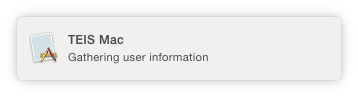 TEIS Mac
Gathering user information